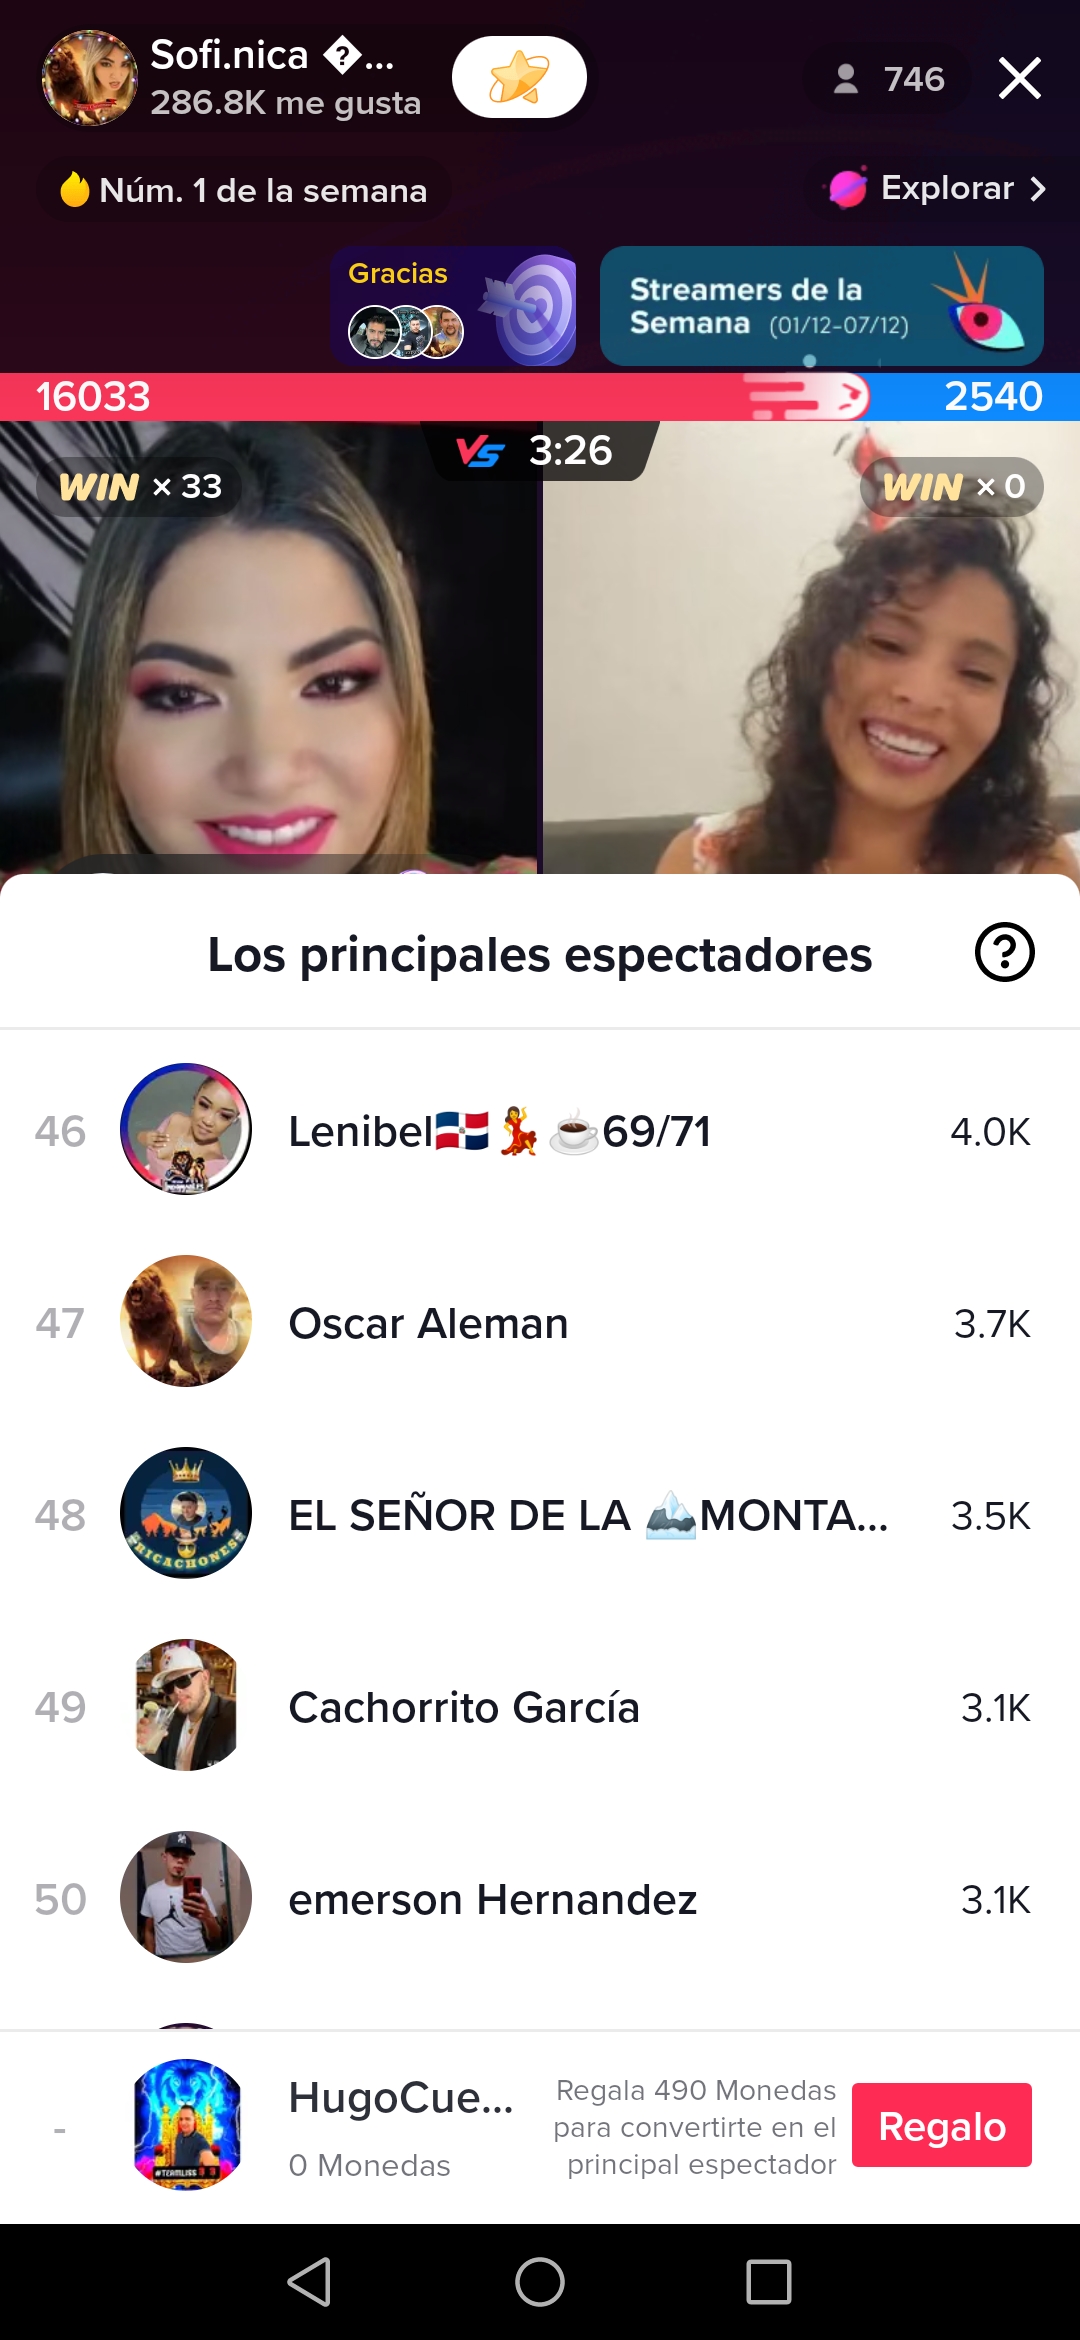 Sofi.nica �...
286.8K me gusta
746
Núm. 1 de la semana
Explorar
Gracias
Streamers de la
Semana (01/12-07/12)
16033
2540
VS 3:26
WIN × 33
WIN × 0
Los principales espectadores
46 Lenibel🇩🇴💃☕69/71 4.0K
47 Oscar Aleman 3.7K
48 EL SEÑOR DE LA 🏔️MONTA... 3.5K
PRICACHONES
49 Cachorrito García 3.1K
50 emerson Hernandez 3.1K
- HugoCue...
0 Monedas
#TEAMLISS
Regala 490 Monedas
para convertirte en el
principal espectador
Regalo